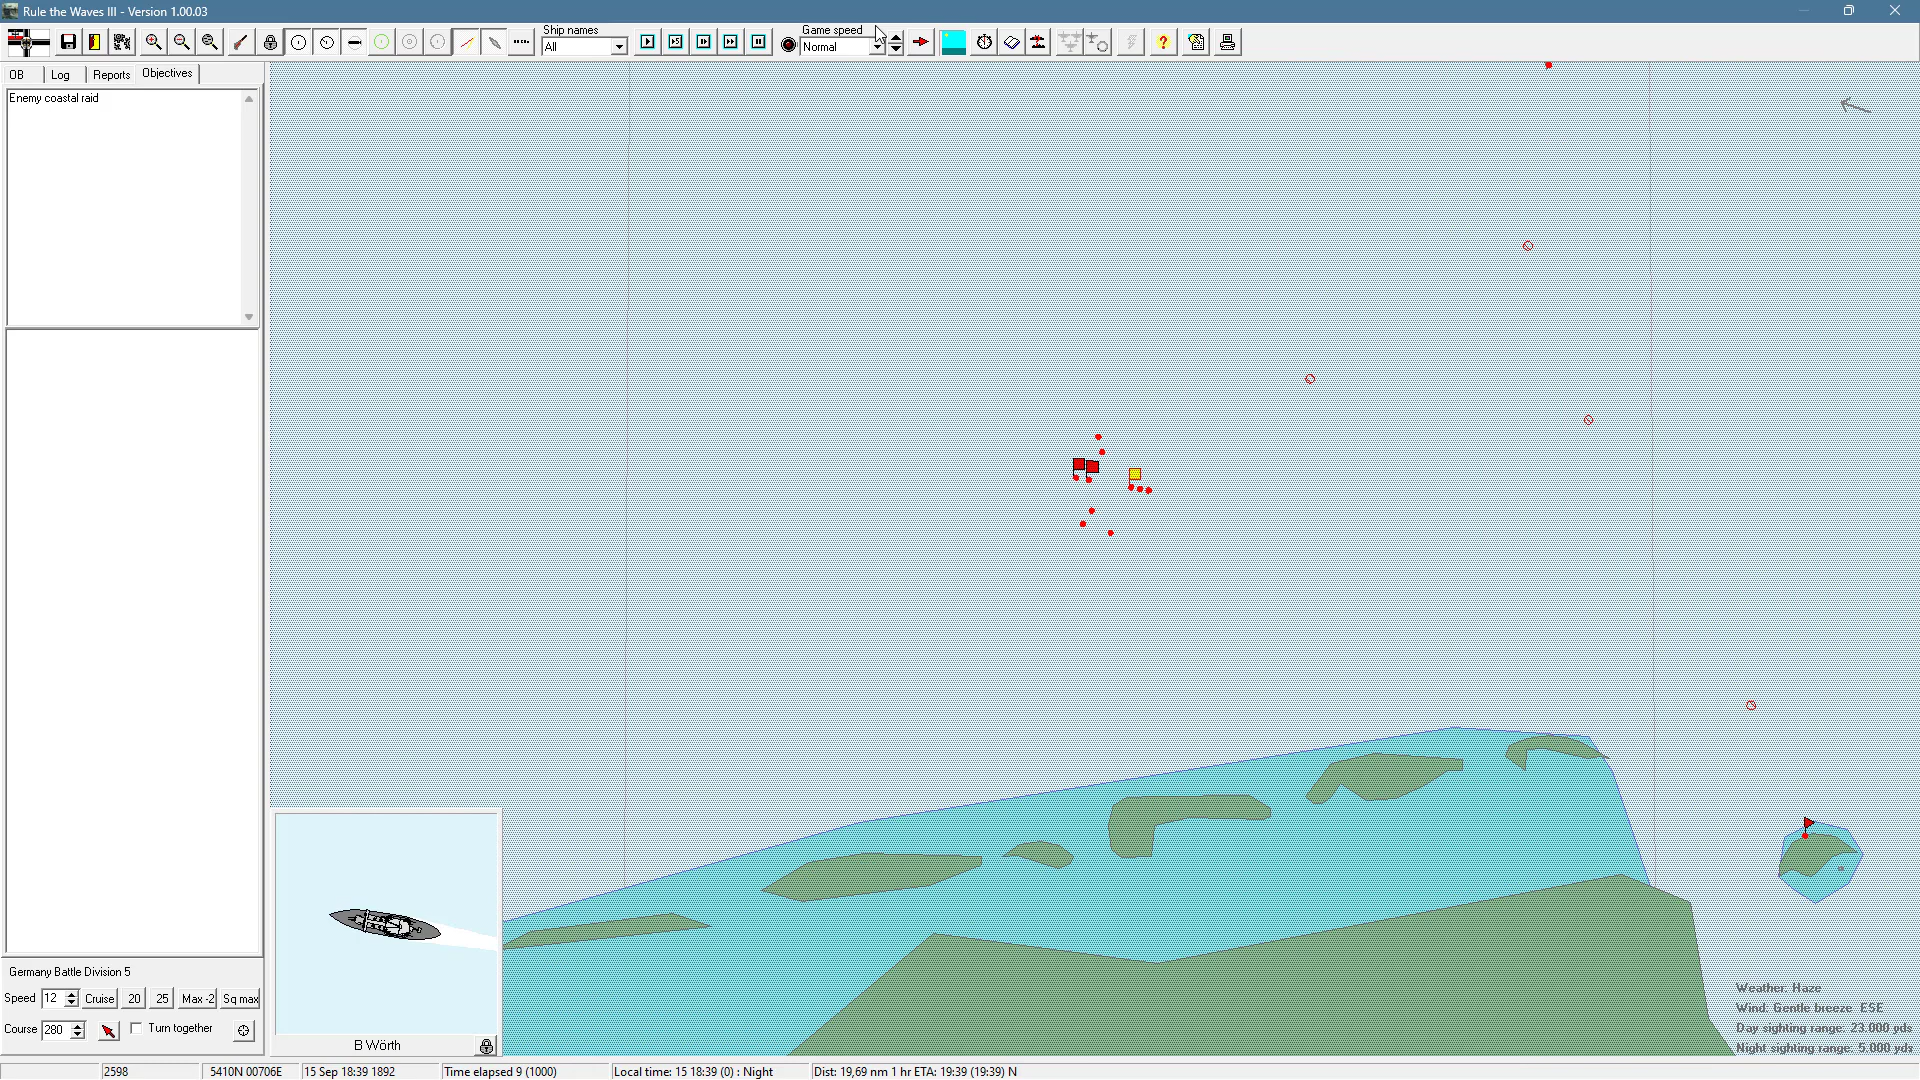 Rule the Waves III - Version 1.00.03
Ship names
All
Game speed
Normal
OB
Log
Reports
Objectives
Enemy coastal raid
Germany Battle Division 5
Speed 12 Cruise 20 25 Max -2 Sq max
Course 280 Turn together
B Wörth
Weather: Haze
Wind: Gentle breeze ESE
Day sighting range: 23.000 yds
Night sighting range: 5.000 yds
2598
5410N 00706E
15 Sep 18:39 1892
Time elapsed 9 (1000)
Local time: 15 18:39 (0) : Night
Dist: 19,69 nm 1 hr ETA: 19:39 (19:39) N